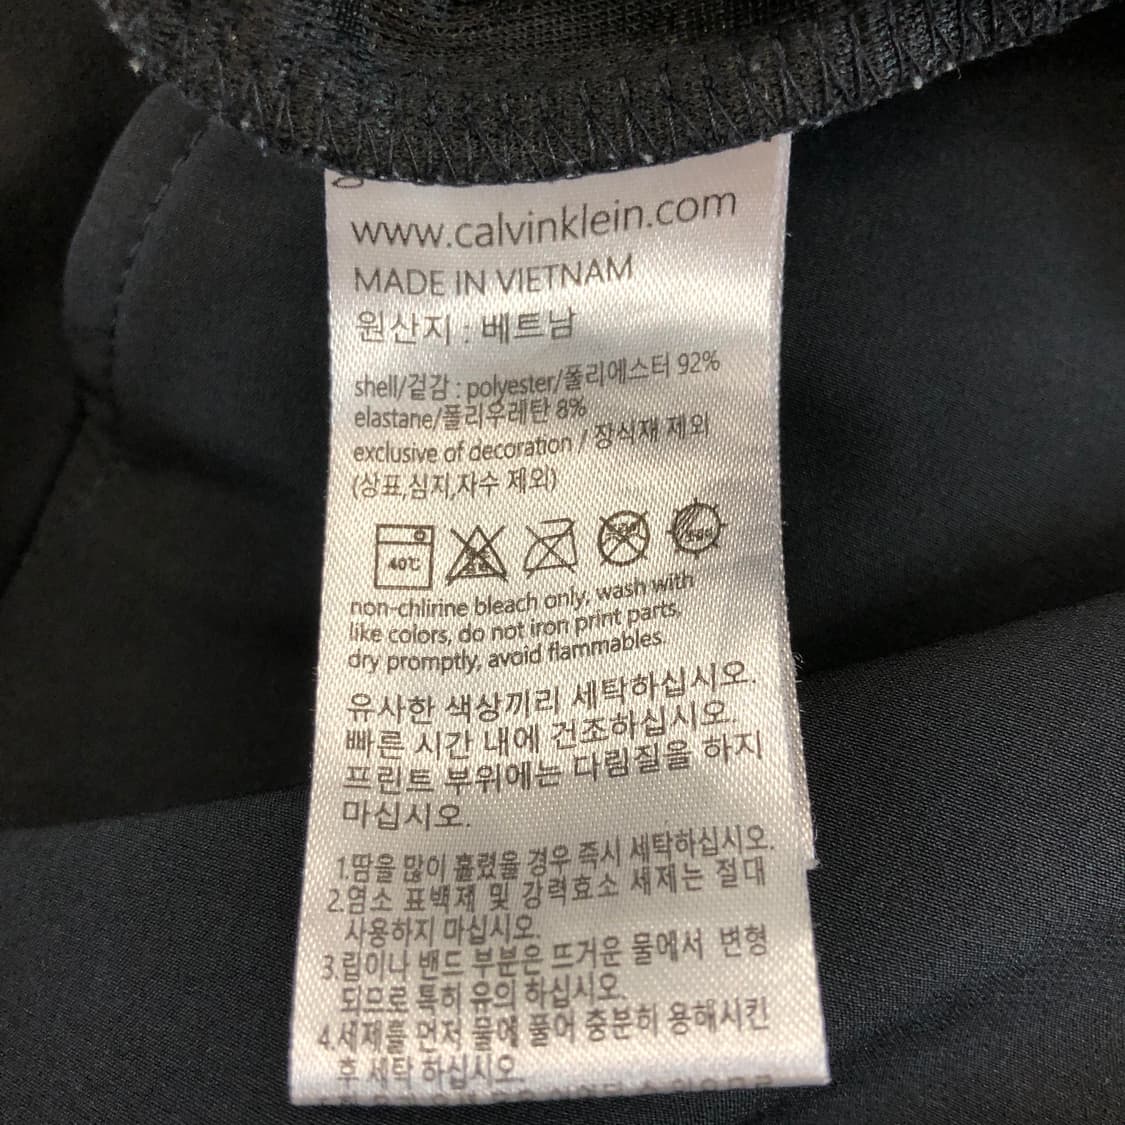 www.calvinklein.com
MADE IN VIETNAM
원산지 : 베트남
shell/겉감 : polyester/폴리에스터 92%
elastane/폴리우레탄 8%
exclusive of decoration / 장식재 제외
(상표,심지,자수 제외)
40℃
non-chlirine bleach only, wash with
like colors, do not iron print parts,
dry promptly, avoid flammables.
유사한 색상끼리 세탁하십시오.
빠른 시간 내에 건조하십시오.
프린트 부위에는 다림질을 하지
마십시오.
1.땀을 많이 흘렸을 경우 즉시 세탁하십시오.
2.염소 표백제 및 강력효소 세제는 절대
사용하지 마십시오.
3.립이나 밴드 부분은 뜨거운 물에서 변형
되므로 특히 유의 하십시오.
4.세제를 먼저 물에 풀어 충분히 용해시킨
후 세탁 하십시오.